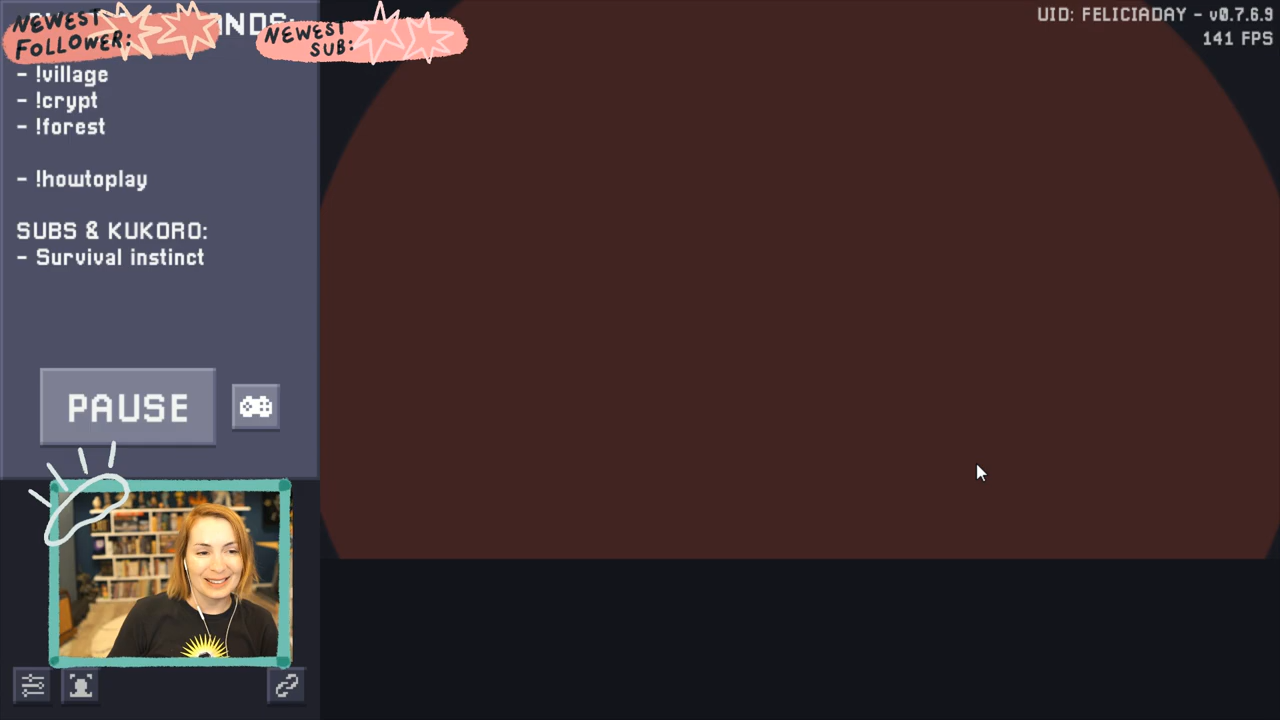 NEWEST
FOLLOWER:
NEWEST
SUB:
- !village
- !crypt
- !forest
- !howtoplay
SUBS & KUKORO:
- Survival instinct
PAUSE
UID: FELICIADAY - v0.7.6.9
141 FPS